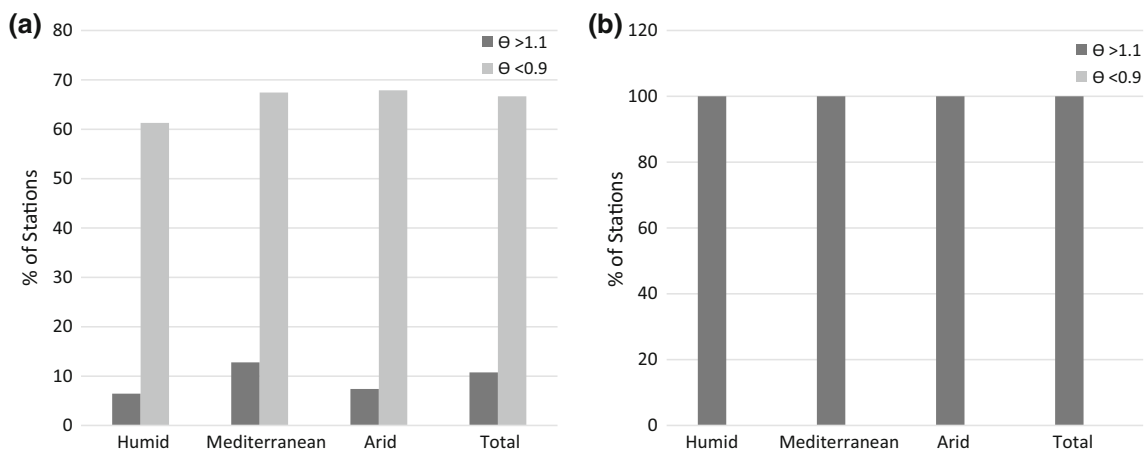 (a)
80
70
60
50
40
30
20
10
0
% of Stations
Ө >1.1
Ө <0.9
Humid Mediterranean Arid Total
(b)
120
100
80
60
40
20
0
% of Stations
Ө >1.1
Ө <0.9
Humid Mediterranean Arid Total